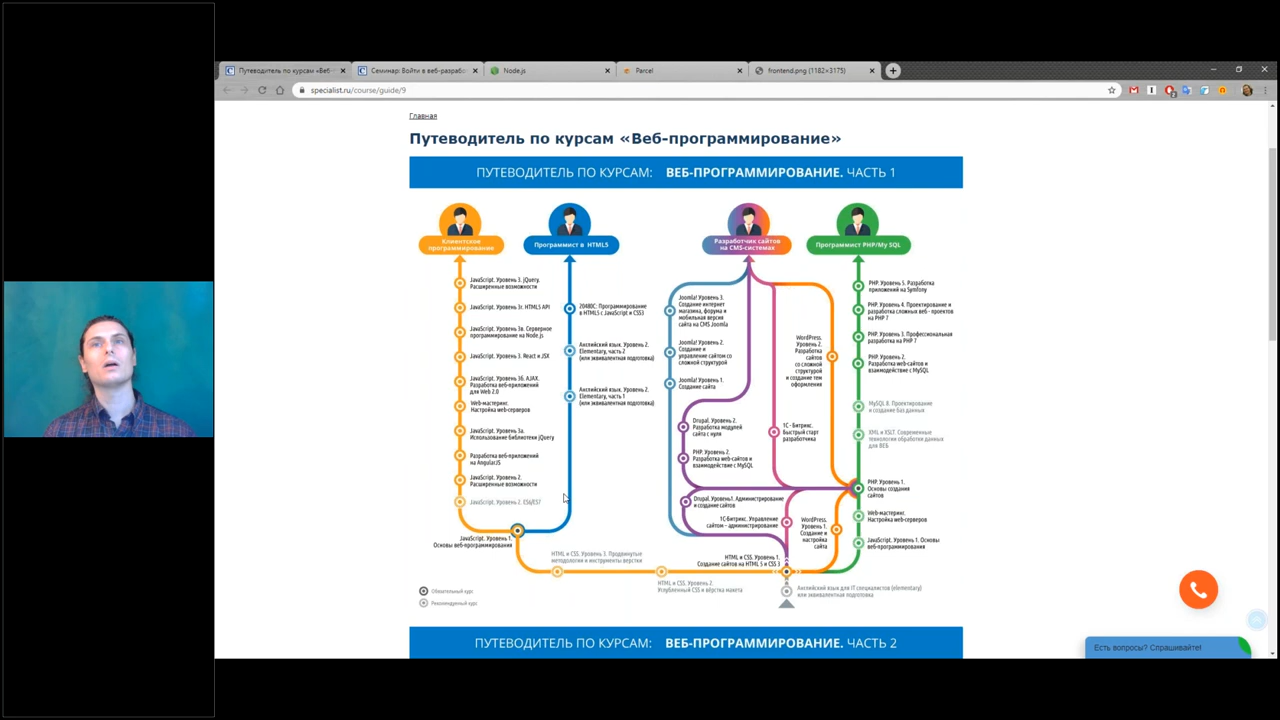 Путеводитель по курсам «Веб-
Семинар: Войти в веб-разрабо
Node.js
Parcel
frontend.png (1182×3175)
specialist.ru/course/guide/9
Главная
Путеводитель по курсам «Веб-программирование»
ПУТЕВОДИТЕЛЬ ПО КУРСАМ: ВЕБ-ПРОГРАММИРОВАНИЕ. ЧАСТЬ 1
Клиентское
программирование
Программист в HTML5
Разработчик сайтов
на CMS-системах
Программист PHP/My SQL
JavaScript. Уровень 3. jQuery.
Расширенные возможности
JavaScript. Уровень 3г. HTML5 API
JavaScript. Уровень 3в. Серверное
программирование на Node.js
JavaScript. Уровень 3. React и JSX
JavaScript. Уровень 3б. AJAX.
Разработка веб-приложений
для Web 2.0
Web-мастеринг.
Настройка web-серверов
JavaScript. Уровень 3а.
Использование библиотеки jQuery
Разработка веб-приложений
на AngularJS
JavaScript. Уровень 2.
Расширенные возможности
JavaScript. Уровень 2. ES6/ES7
JavaScript. Уровень 1.
Основы веб-программирования
20480C: Программирование
в HTML5 с JavaScript и CSS3
Английский язык. Уровень 2.
Elementary, часть 2
(или эквивалентная подготовка)
Английский язык. Уровень 2.
Elementary, часть 1
(или эквивалентная подготовка)
Joomla! Уровень 3.
Создание интернет
магазина, форума и
мобильная версия
сайта на CMS Joomla
Joomla! Уровень 2.
Создание и
управление сайтом со
сложной структурой
Joomla! Уровень 1.
Создание сайта
Drupal. Уровень 2.
Разработка модулей
сайта с нуля
PHP. Уровень 2.
Разработка web-сайтов и
взаимодействие с MySQL
Drupal. Уровень1. Администрирование
и создание сайтов
1С-Битрикс. Управление
сайтом – администрирование
HTML и CSS. Уровень 1.
Создание сайтов на HTML 5 и CSS 3
WordPress.
Уровень 2.
Разработка
сайтов
со сложной
структурой
и создание тем
оформления
1С - Битрикс.
Быстрый старт
разработчика
WordPress.
Уровень 1.
Создание и
настройка
сайта
PHP. Уровень 5. Разработка
приложений на Symfony
PHP. Уровень 4. Проектирование и
разработка сложных веб - проектов
на PHP 7
PHP. Уровень 3. Профессиональная
разработка на PHP 7
PHP. Уровень 2.
Разработка web-сайтов и
взаимодействие с MySQL
MySQL 8. Проектирование
и создание баз данных
XML и XSLT. Современные
технологии обработки данных
для ВЕБ
PHP. Уровень 1.
Основы создания
сайтов
Web-мастеринг.
Настройка web-серверов
JavaScript. Уровень 1. Основы
веб-программирования
HTML и CSS. Уровень 3. Продвинутые
методологии и инструменты верстки
HTML и CSS. Уровень 2.
Углубленный CSS и вёрстка макета
Английский язык для IT специалистов (elementary)
или эквивалентная подготовка
Обязательный курс
Рекомендуемый курс
ПУТЕВОДИТЕЛЬ ПО КУРСАМ: ВЕБ-ПРОГРАММИРОВАНИЕ. ЧАСТЬ 2
Есть вопросы? Спрашивайте!